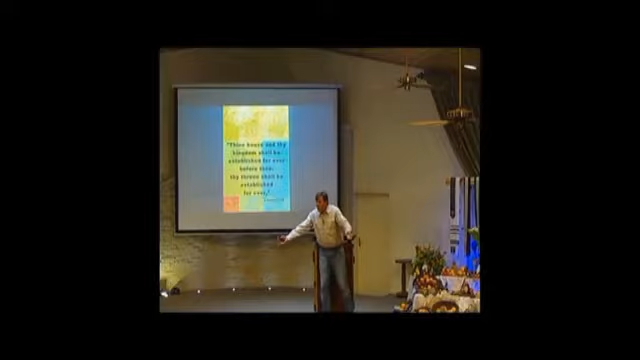 "Thine house and thy
kingdom shall be
established for ever
before thee:
thy throne shall be
established
for ever."